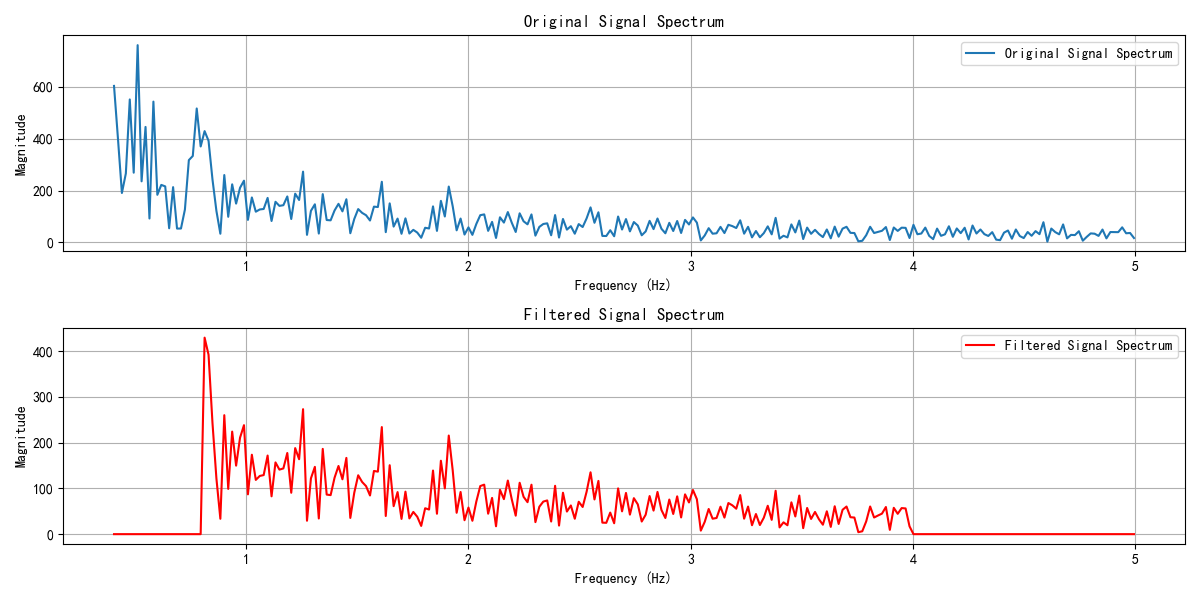 Original Signal Spectrum
Original Signal Spectrum
Magnitude
600
400
200
0
1 2 3 4 5
Frequency (Hz)
Filtered Signal Spectrum
Filtered Signal Spectrum
Magnitude
400
300
200
100
0
1 2 3 4 5
Frequency (Hz)